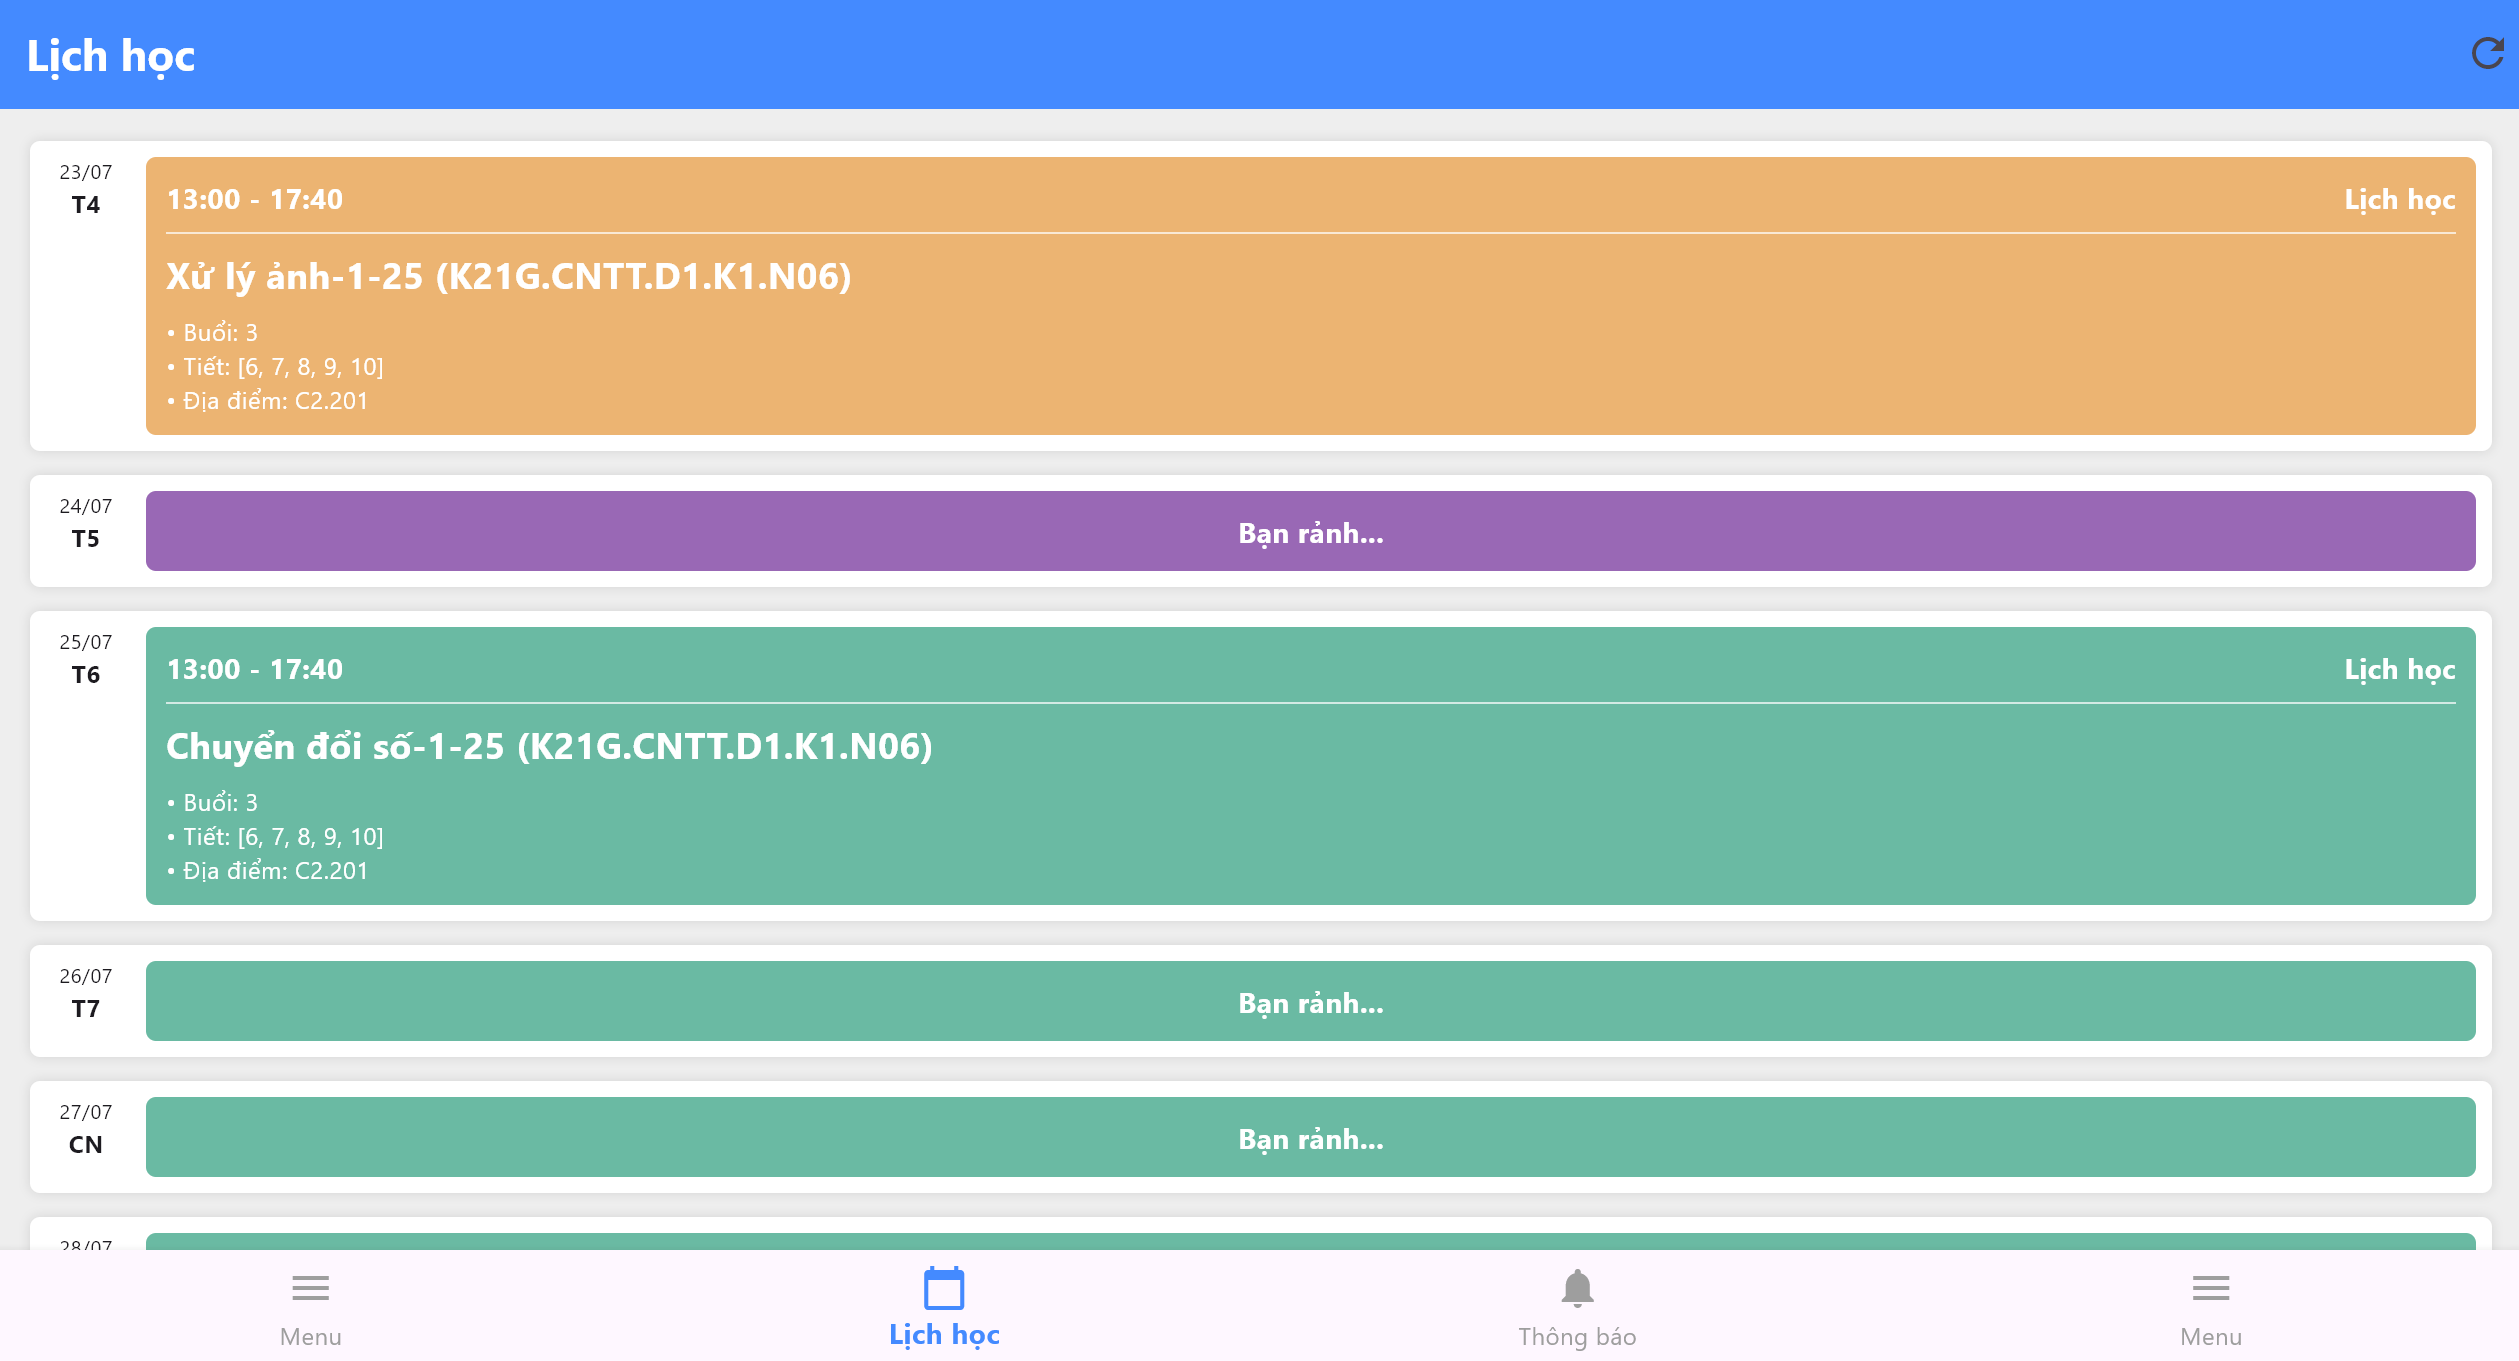 Lịch học
23/07
T4
13:00 - 17:40
Lịch học
Xử lý ảnh-1-25 (K21G.CNTT.D1.K1.N06)
• Buổi: 3
• Tiết: [6, 7, 8, 9, 10]
• Địa điểm: C2.201
24/07
T5
Bạn rảnh...
25/07
T6
13:00 - 17:40
Lịch học
Chuyển đổi số-1-25 (K21G.CNTT.D1.K1.N06)
• Buổi: 3
• Tiết: [6, 7, 8, 9, 10]
• Địa điểm: C2.201
26/07
T7
Bạn rảnh...
27/07
CN
Bạn rảnh...
28/07
Menu
Lịch học
Thông báo
Menu